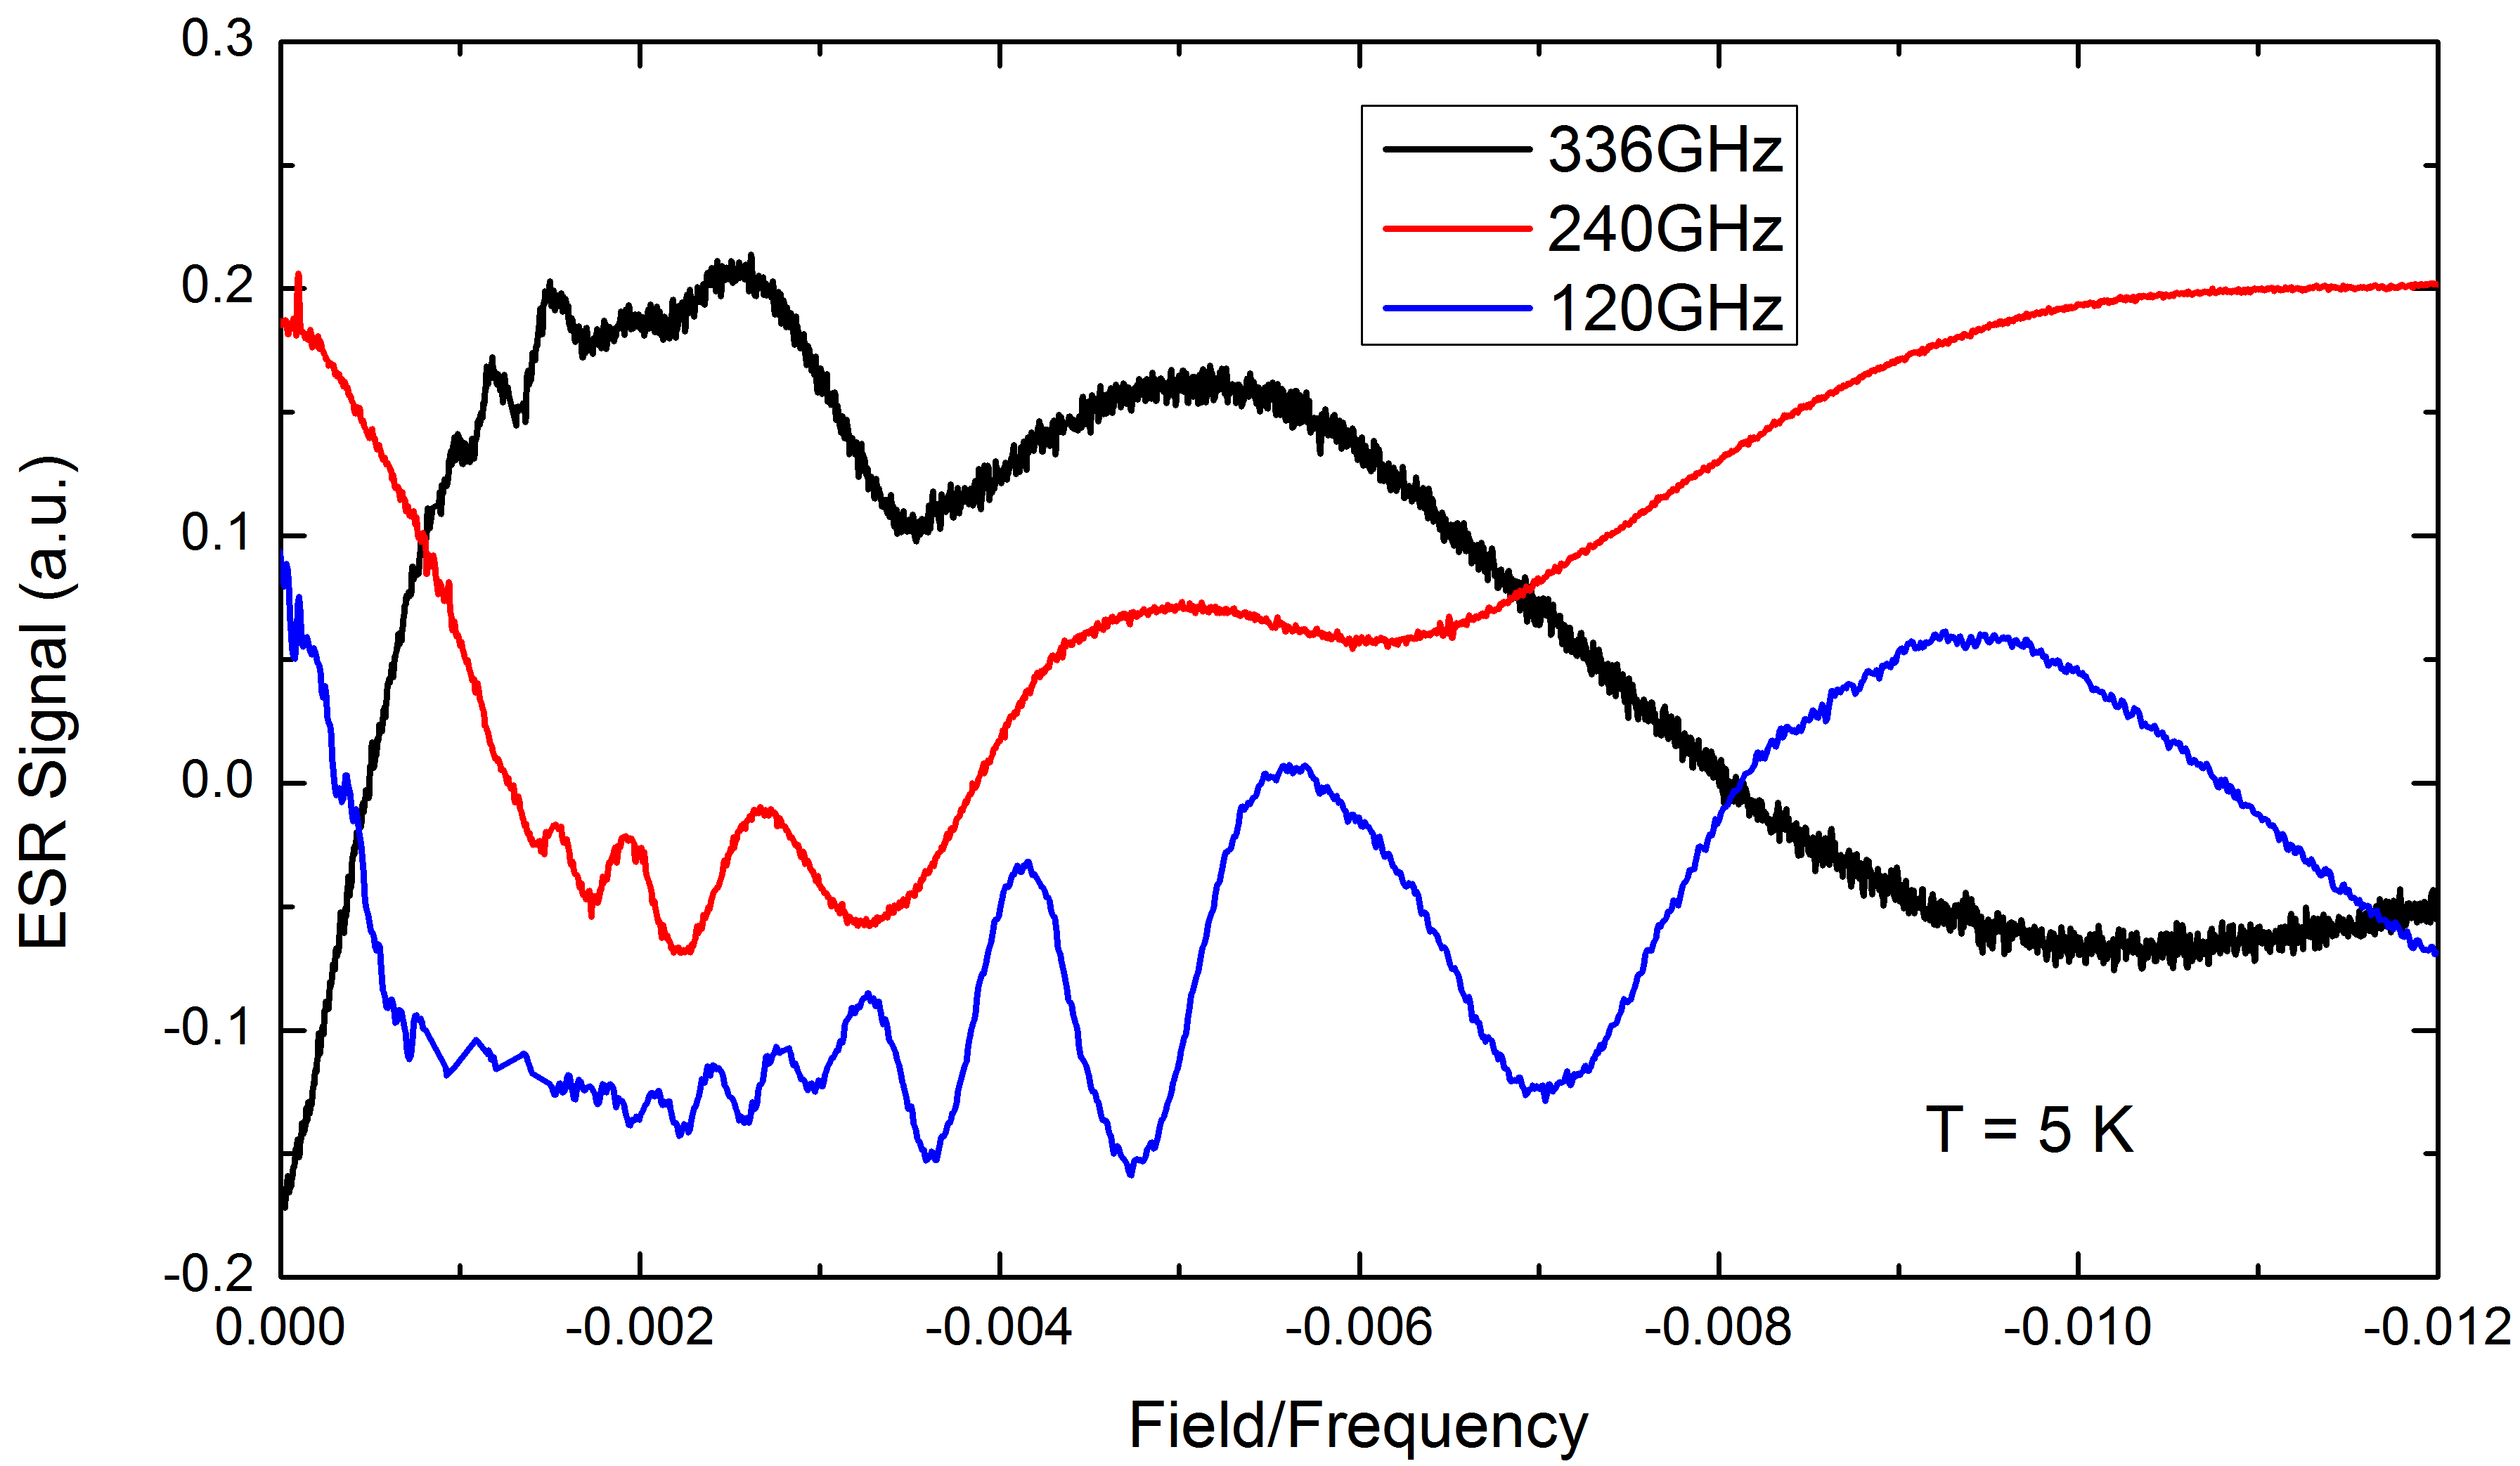 0.3
0.2
0.1
0.0
-0.1
-0.2
ESR Signal (a.u.)
336GHz
240GHz
120GHz
T = 5 K
0.000 -0.002 -0.004 -0.006 -0.008 -0.010 -0.012
Field/Frequency